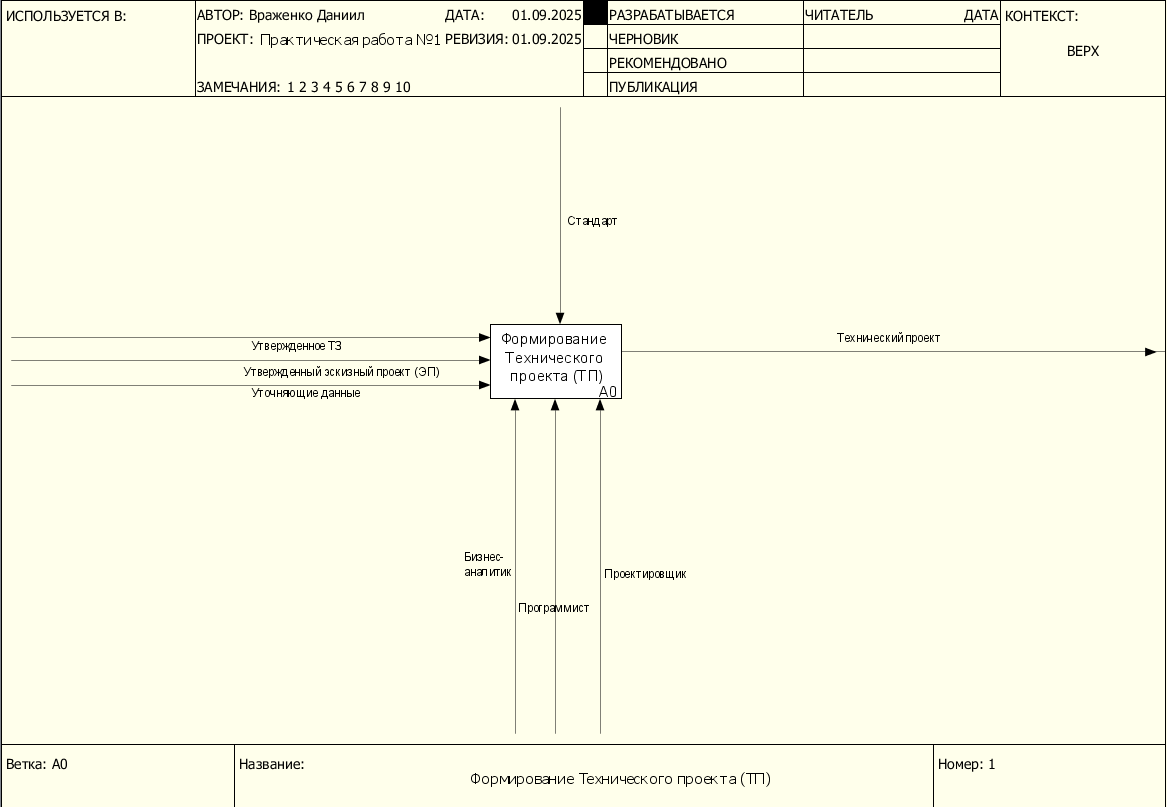 ИСПОЛЬЗУЕТСЯ В:
АВТОР: Враженко Даниил
ДАТА: 01.09.2025
РАЗРАБАТЫВАЕТСЯ
ЧИТАТЕЛЬ
ДАТА
КОНТЕКСТ:
ПРОЕКТ: Практическая работа №1
РЕВИЗИЯ: 01.09.2025
ЧЕРНОВИК
ВЕРХ
РЕКОМЕНДОВАНО
ЗАМЕЧАНИЯ: 1 2 3 4 5 6 7 8 9 10
ПУБЛИКАЦИЯ
Стандарт
Утвержденное ТЗ
Утвержденный эскизный проект (ЭП)
Уточняющие данные
Формирование
Технического
проекта (ТП)
A0
Технический проект
Бизнес-
аналитик
Программист
Проектировщик
Ветка: A0
Название:
Формирование Технического проекта (ТП)
Номер: 1